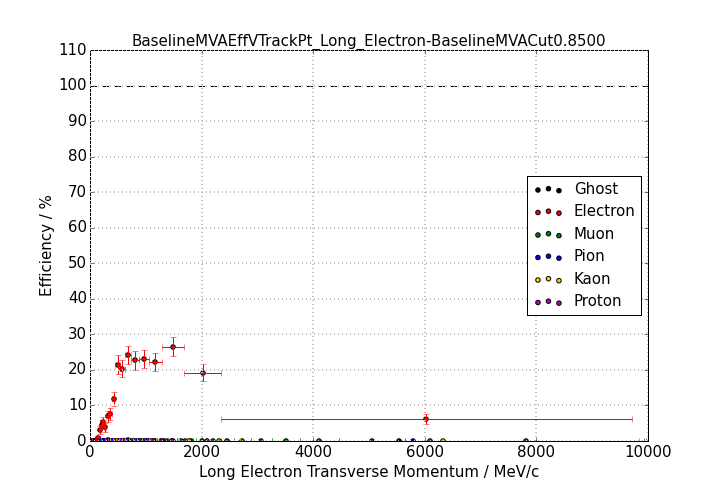 BaselineMVAEffVTrackPt_Long_Electron-BaselineMVACut0.8500
110
100
90
80
70
60
50
40
30
20
10
0
Efficiency / %
Ghost
Electron
Muon
Pion
Kaon
Proton
0 2000 4000 6000 8000 10000
Long Electron Transverse Momentum / MeV/c